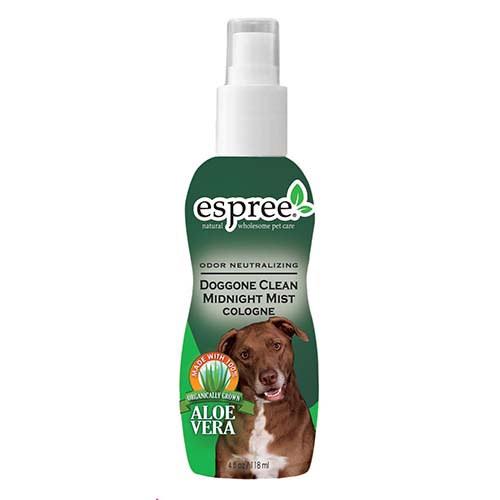 espree
natural wholesome pet care
ODOR NEUTRALIZING
DOGGONE CLEAN
MIDNIGHT MIST
COLOGNE
MADE WITH 100%
ORGANICALLY GROWN
ALOE
VERA
4 fl oz / 118 ml